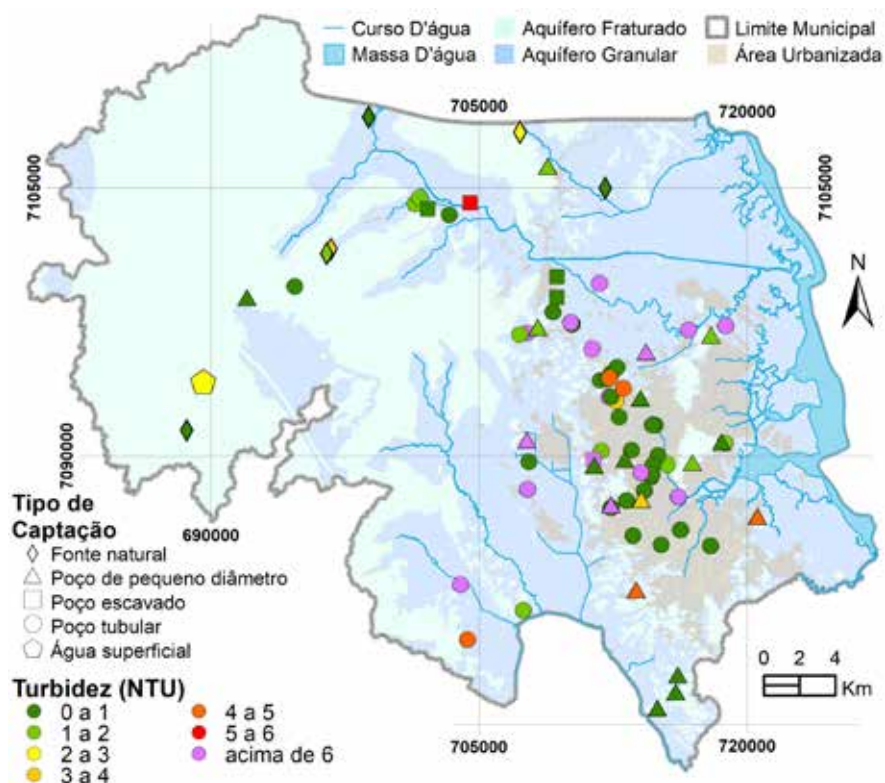 Curso D'água Aquífero Fraturado Limite Municipal
Massa D'água Aquífero Granular Área Urbanizada
705000 720000
7105000 7105000
N
7090000 7090000
Tipo de
Captação
690000
Fonte natural
Poço de pequeno diâmetro
Poço escavado
Poço tubular
Água superficial
0 2 4
Km
Turbidez (NTU)
0 a 1 4 a 5
1 a 2 5 a 6
2 a 3 acima de 6
3 a 4
705000 720000